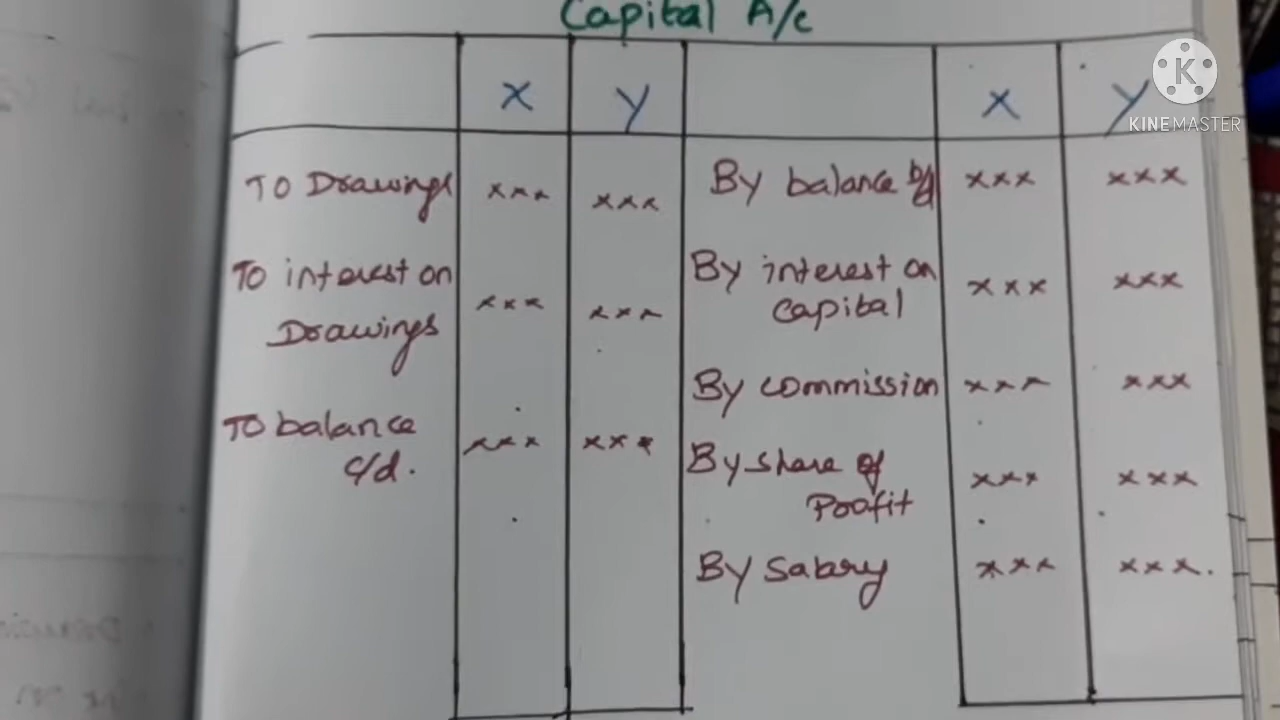 Capital A/c
X Y X Y
To Drawings xxx xxx By balance b/d xxx xxx
To interest on
Drawings xxx xxx
By interest on
Capital xxx xxx
By commission xxx xxx
To balance
c/d. xxx xxx
By share of
Profit xxx xxx
By Salary xxx xxx.
K
KINEMASTER